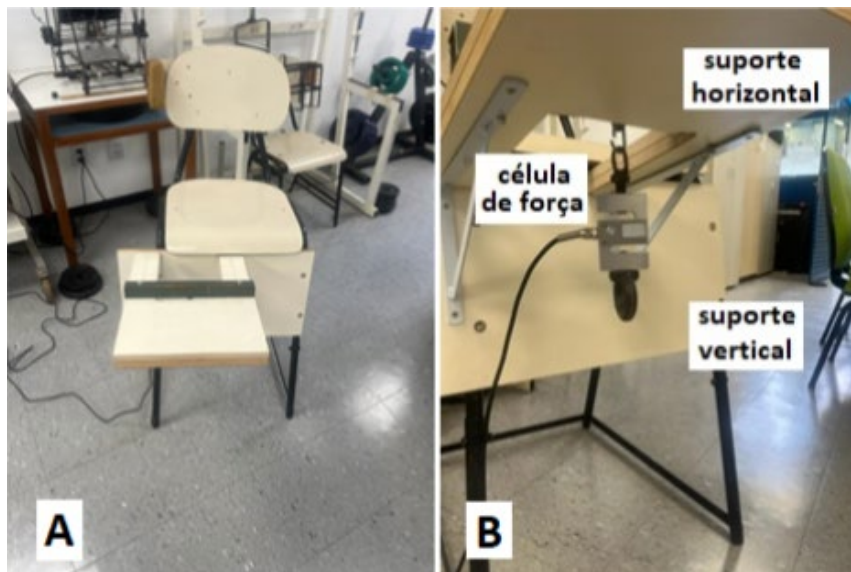 A
suporte
horizontal
célula
de força
suporte
vertical
B